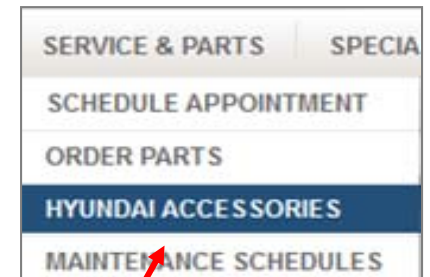 SERVICE & PARTS SPECIA
SCHEDULE APPOINTMENT
ORDER PARTS
HYUNDAI ACCESSORIES
MAINTENANCE SCHEDULES